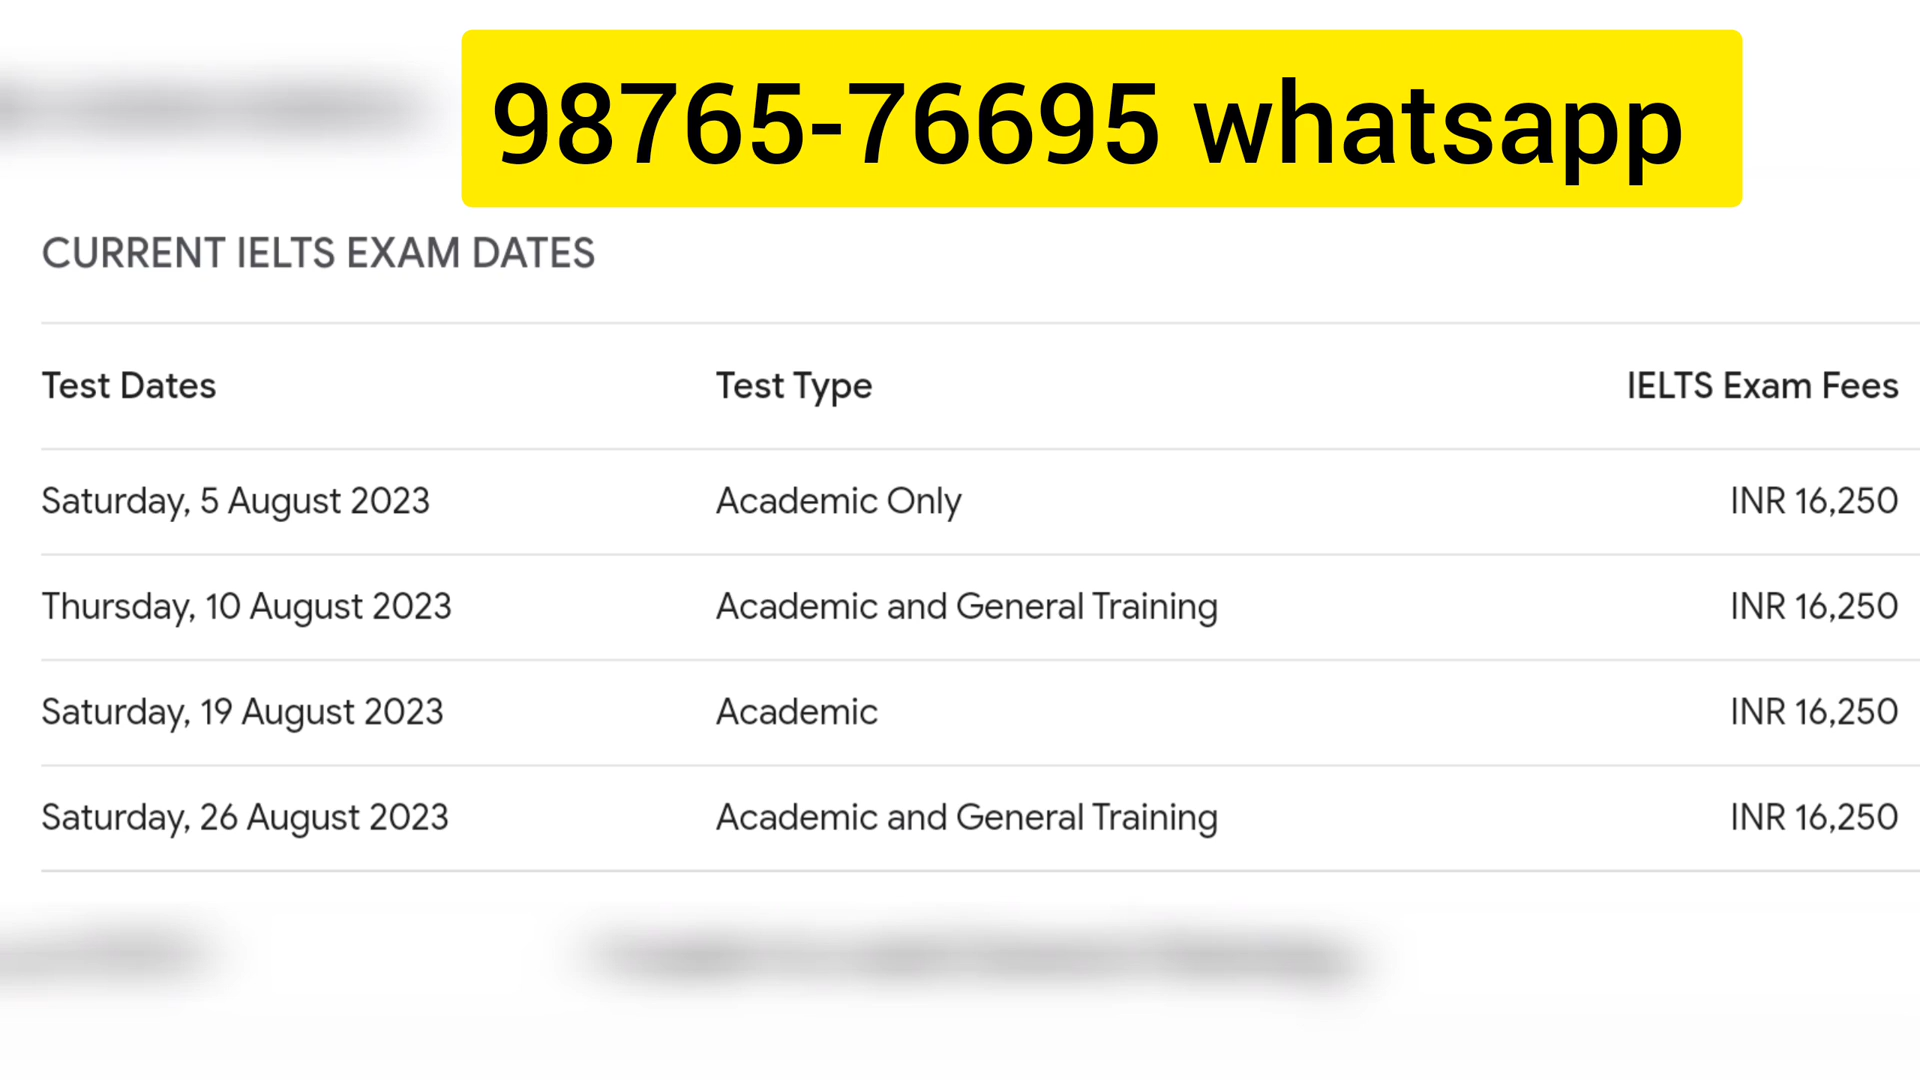 98765-76695 whatsapp
CURRENT IELTS EXAM DATES
Test Dates Test Type IELTS Exam Fees
Saturday, 5 August 2023 Academic Only INR 16,250
Thursday, 10 August 2023 Academic and General Training INR 16,250
Saturday, 19 August 2023 Academic INR 16,250
Saturday, 26 August 2023 Academic and General Training INR 16,250